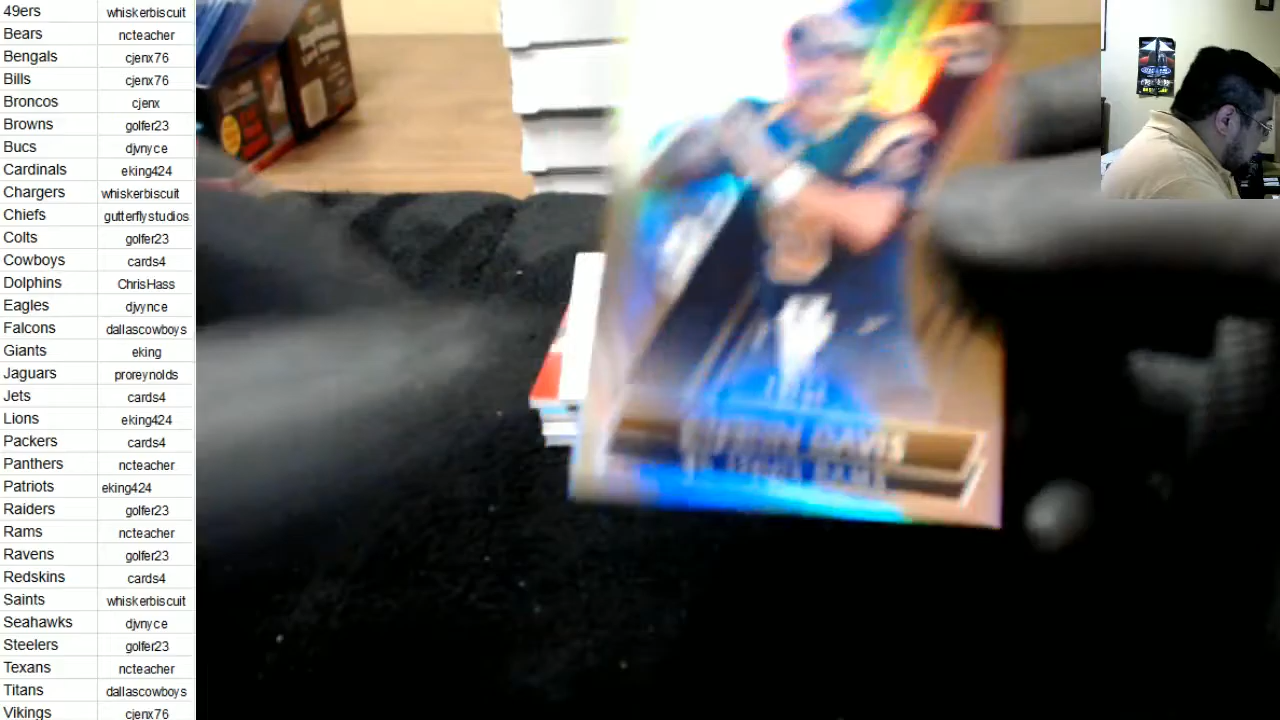 49ers whiskerbiscuit
Bears ncteacher
Bengals cjenx76
Bills cjenx76
Broncos cjenx
Browns golfer23
Bucs djvnyce
Cardinals eking424
Chargers whiskerbiscuit
Chiefs gutterflystudios
Colts golfer23
Cowboys cards4
Dolphins ChrisHass
Eagles djvynce
Falcons dallascowboys
Giants eking
Jaguars proreynolds
Jets cards4
Lions eking424
Packers cards4
Panthers ncteacher
Patriots eking424
Raiders golfer23
Rams ncteacher
Ravens golfer23
Redskins cards4
Saints whiskerbiscuit
Seahawks djvnyce
Steelers golfer23
Texans ncteacher
Titans dallascowboys
Vikings cjenx76
DAVIS